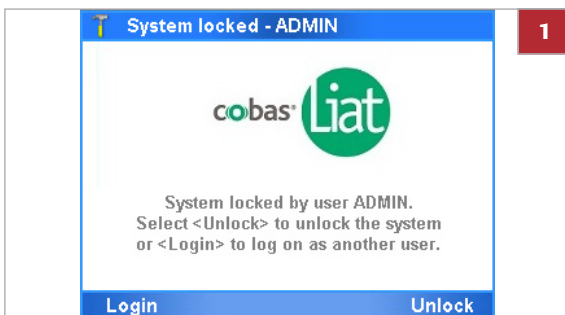 System locked - ADMIN
1
cobas®
Liat
System locked by user ADMIN.
Select <Unlock> to unlock the system
or <Login> to log on as another user.
Login Unlock